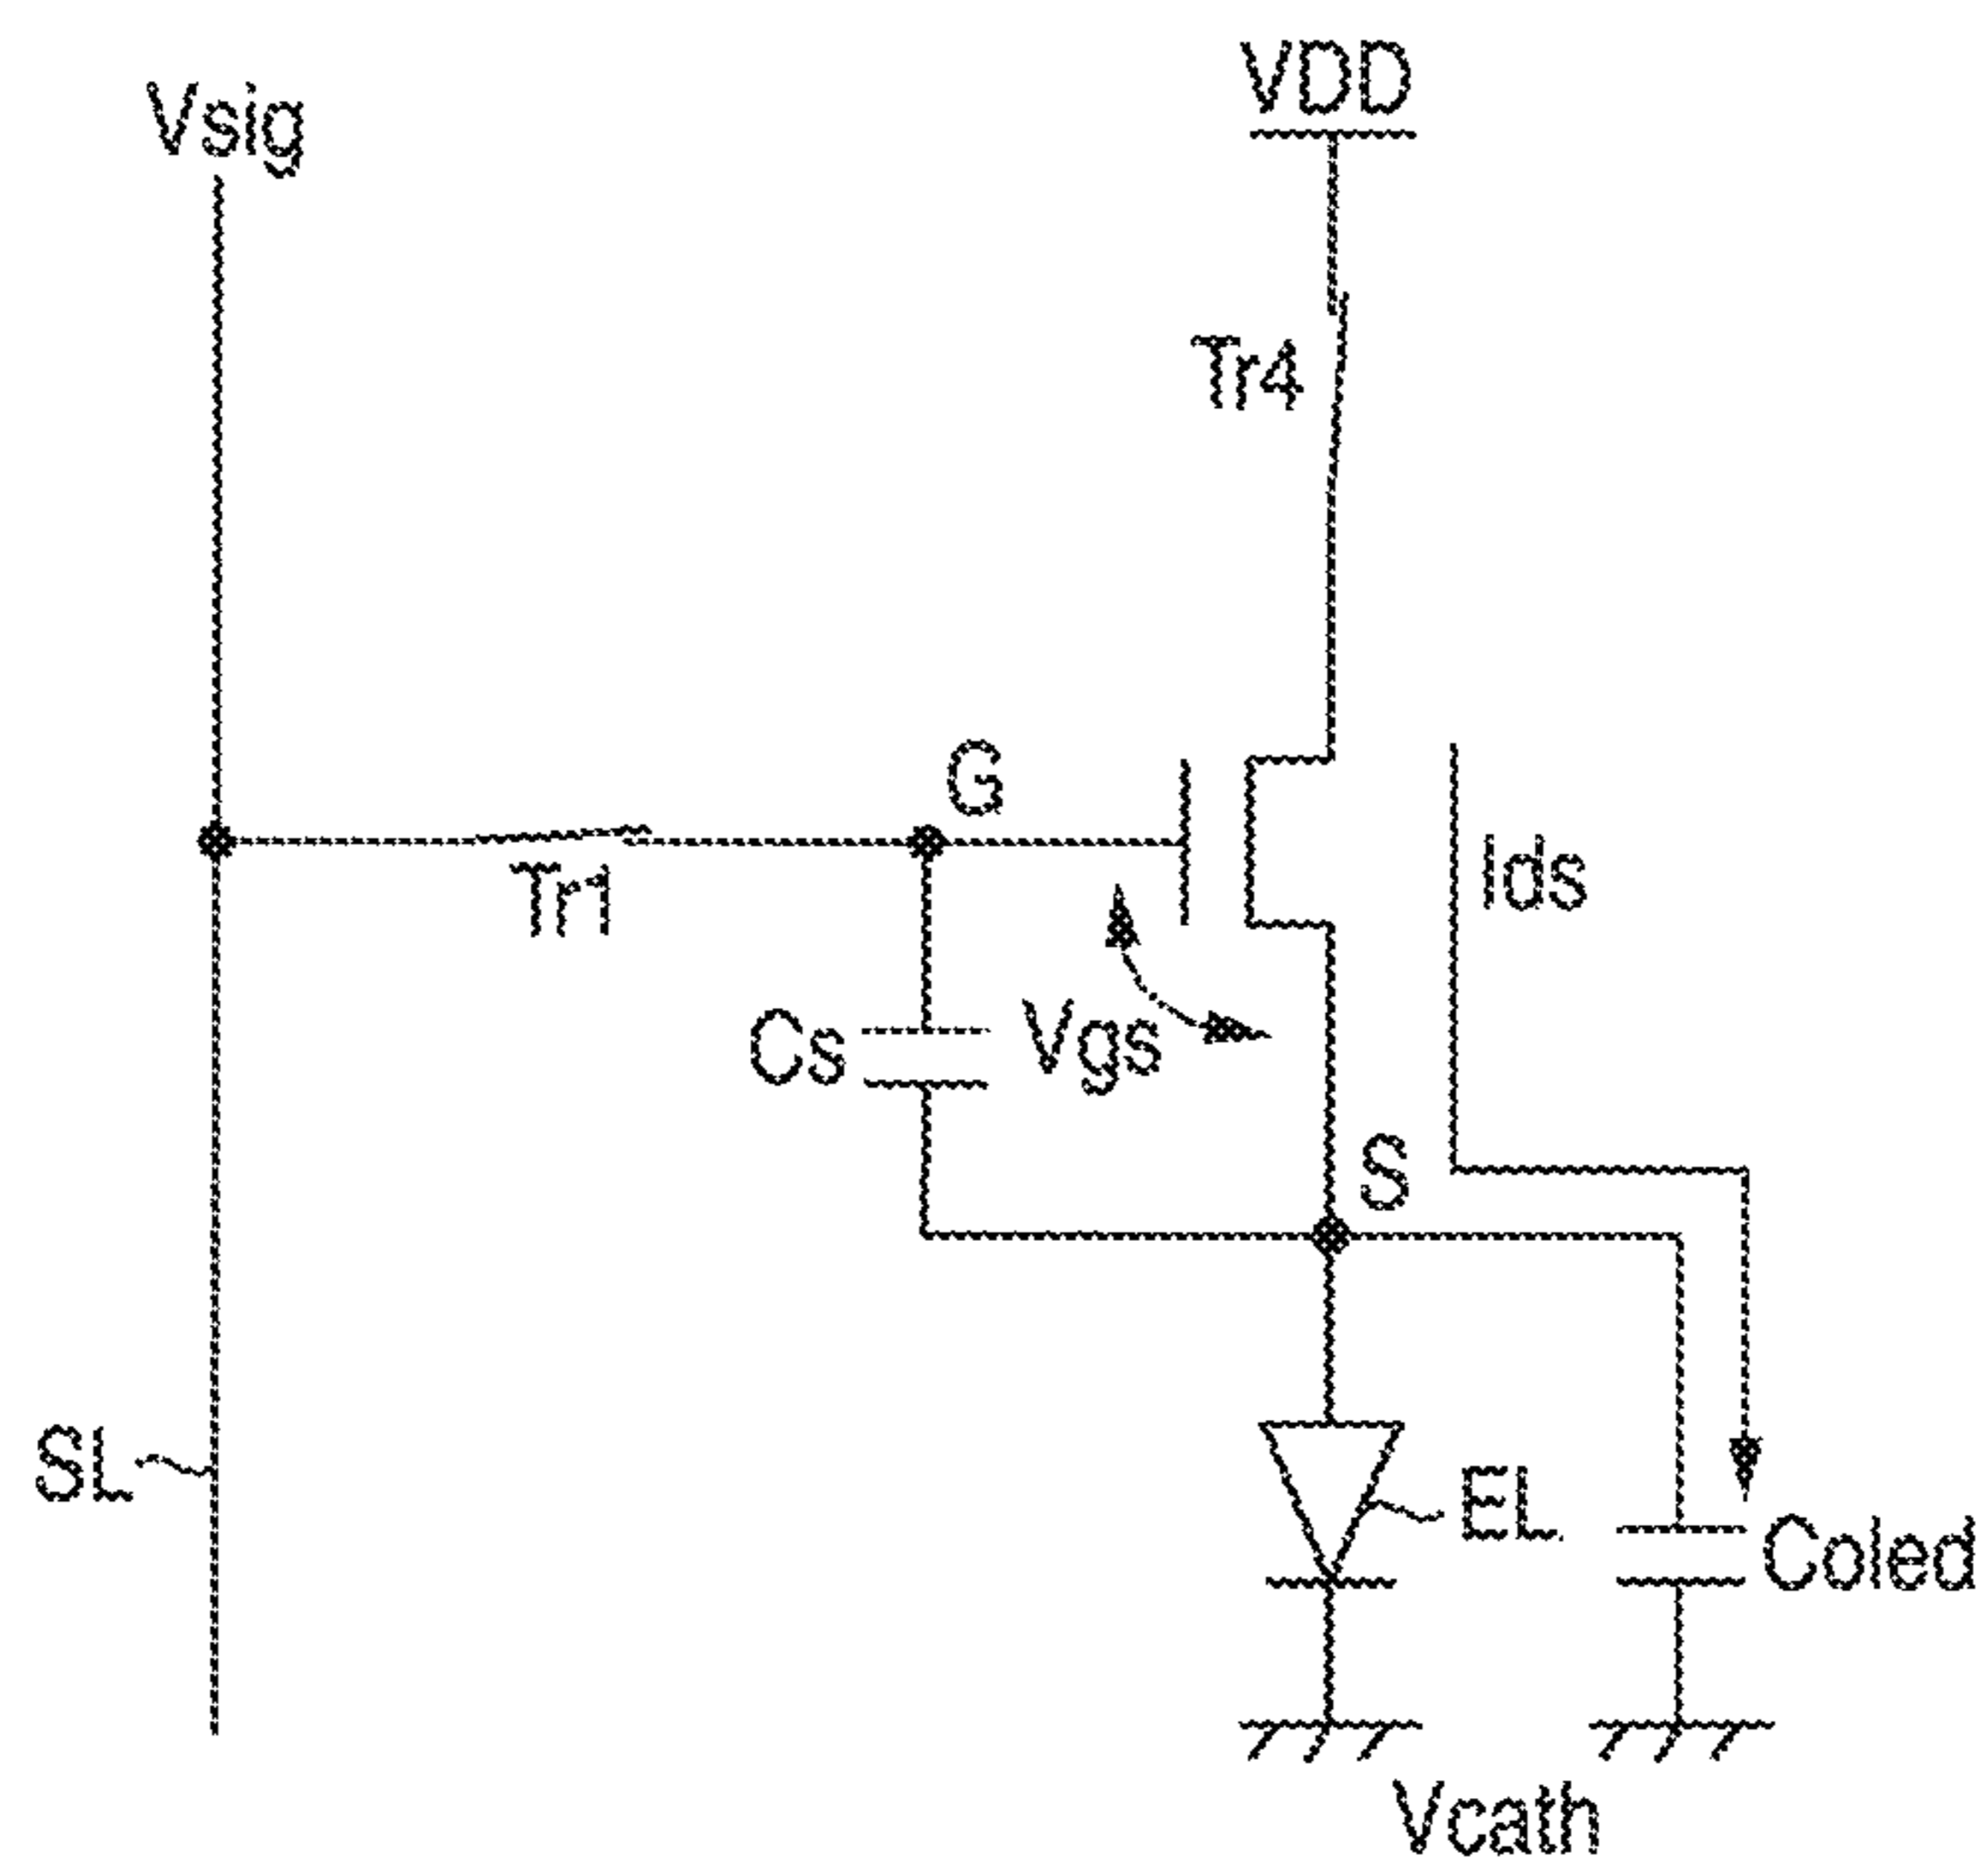 Vsig
VDD
Tr4
G
Ids
Tr1
Cs
Vgs
S
SL
EL
Coled
Vcath